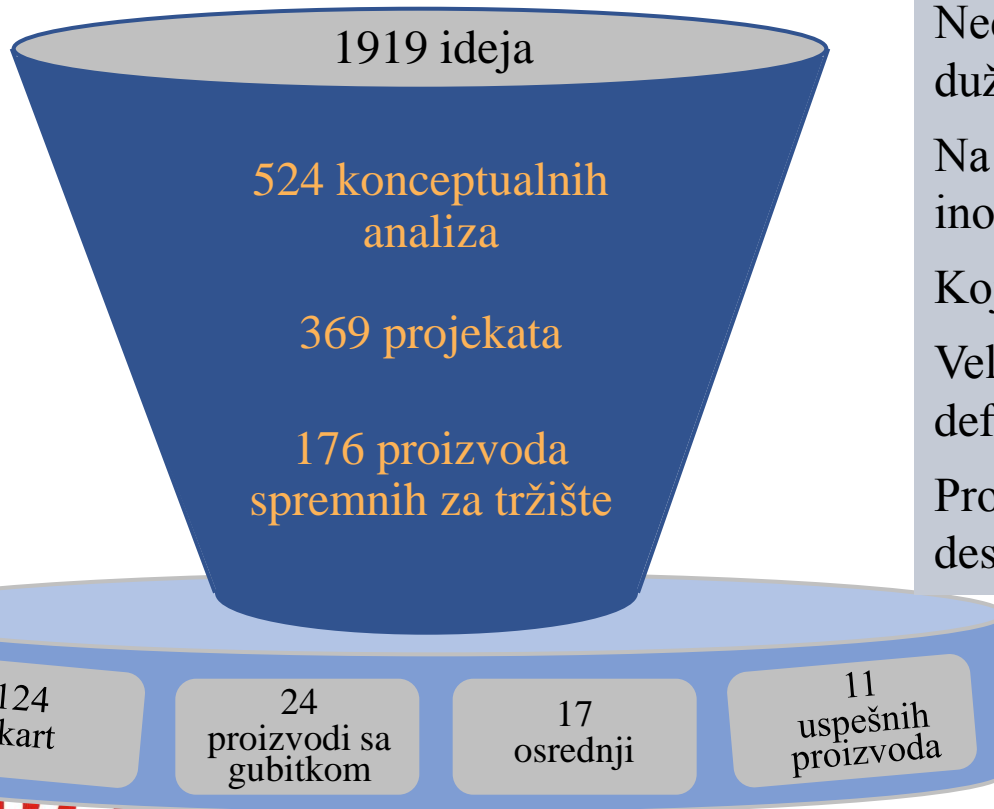 1919 ideja
524 konceptualnih
analiza
369 projekata
176 proizvoda
spremnih za tržište
124
24
proizvodi sa
gubitkom
17
osrednji
11
uspešnih
proizvoda
Na